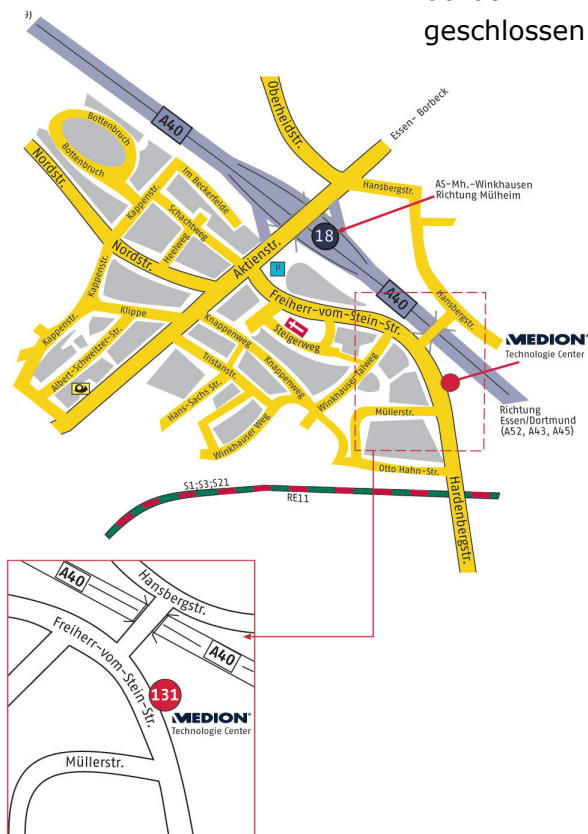 geschlossen
A40
Oberheidstr.
Essen- Borbeck
Bottenbruch
Bottenbruch
Nordstr.
Im Beckerfelde
Kappenstr.
Schachtweg
Heelweg
Hansbergstr.
AS-Mh.-Winkhausen
Richtung Mülheim
18
Aktienstr.
P
Nordstr.
Kappenstr.
A40
Hansbergstr.
Freiherr-vom-Stein-Str.
Klippe
Knappenweg
Steigerweg
Kappenstr.
Albert-Schweitzer-Str.
Tristanstr.
Knappenweg
Winkhauser Talweg
MEDION®
Technologie Center
Hans-Sachs Str.
Winkhauser Weg
Müllerstr.
Richtung
Essen/Dortmund
(A52, A43, A45)
Otto Hahn-Str.
Hardenbergstr.
S1;S3;S21
RE11
A40
Hansbergstr.
Freiherr-vom-Stein-Str.
A40
131
MEDION®
Technologie Center
Müllerstr.